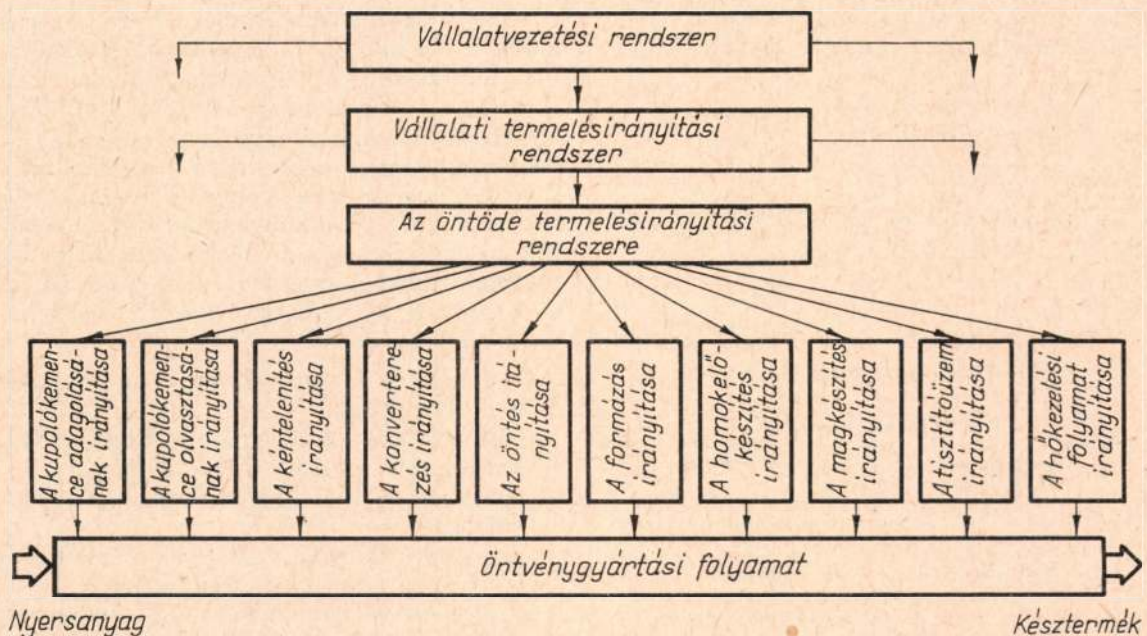 Vállalatvezetési rendszer
Vállalati termelésirányítási
rendszer
Az öntöde termelésirányítási
rendszere
A kupolókemen-
ce adagolásá-
nak irányítása
A kupolókemen-
ce olvasztásá-
nak irányítása
A kéntelenítés
irányítása
A konvertere-
zés irányítása
Az öntés irá-
nyítása
A formázás
irányítása
A homokelő-
készítés
irányítása
A magkészítés
irányítása
A tisztítóüzem
irányítása
A hőkezelési
folyamat
irányítása
Öntvénygyártási folyamat
Nyersanyag
Késztermék